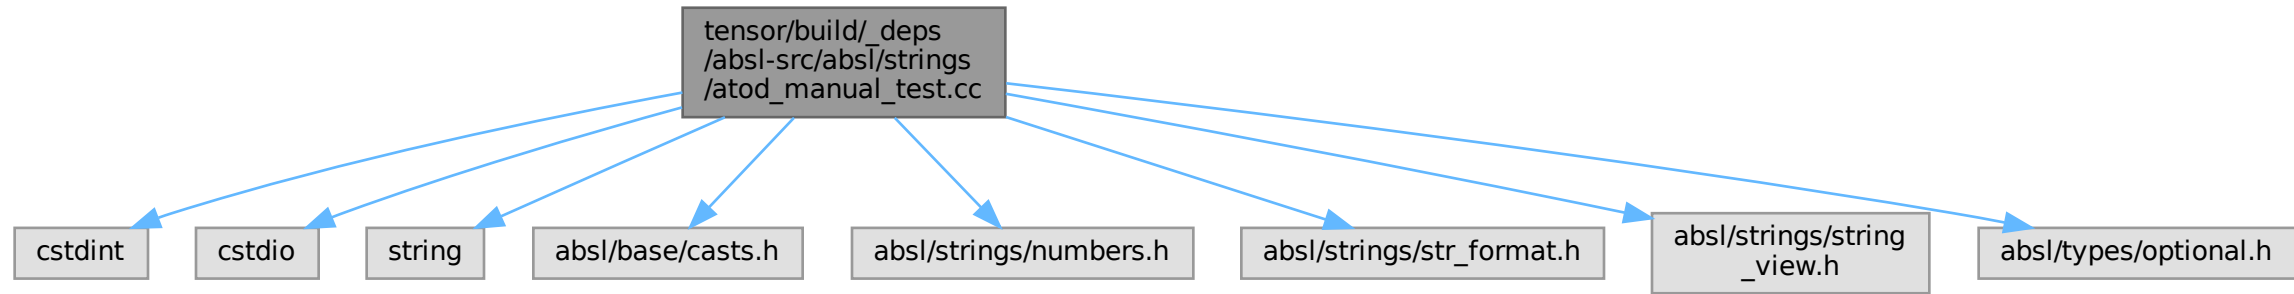 tensor/build/_deps
/absl-src/absl/strings
/atod_manual_test.cc
cstdint
cstdio
string
absl/base/casts.h
absl/strings/numbers.h
absl/strings/str_format.h
absl/strings/string
_view.h
absl/types/optional.h